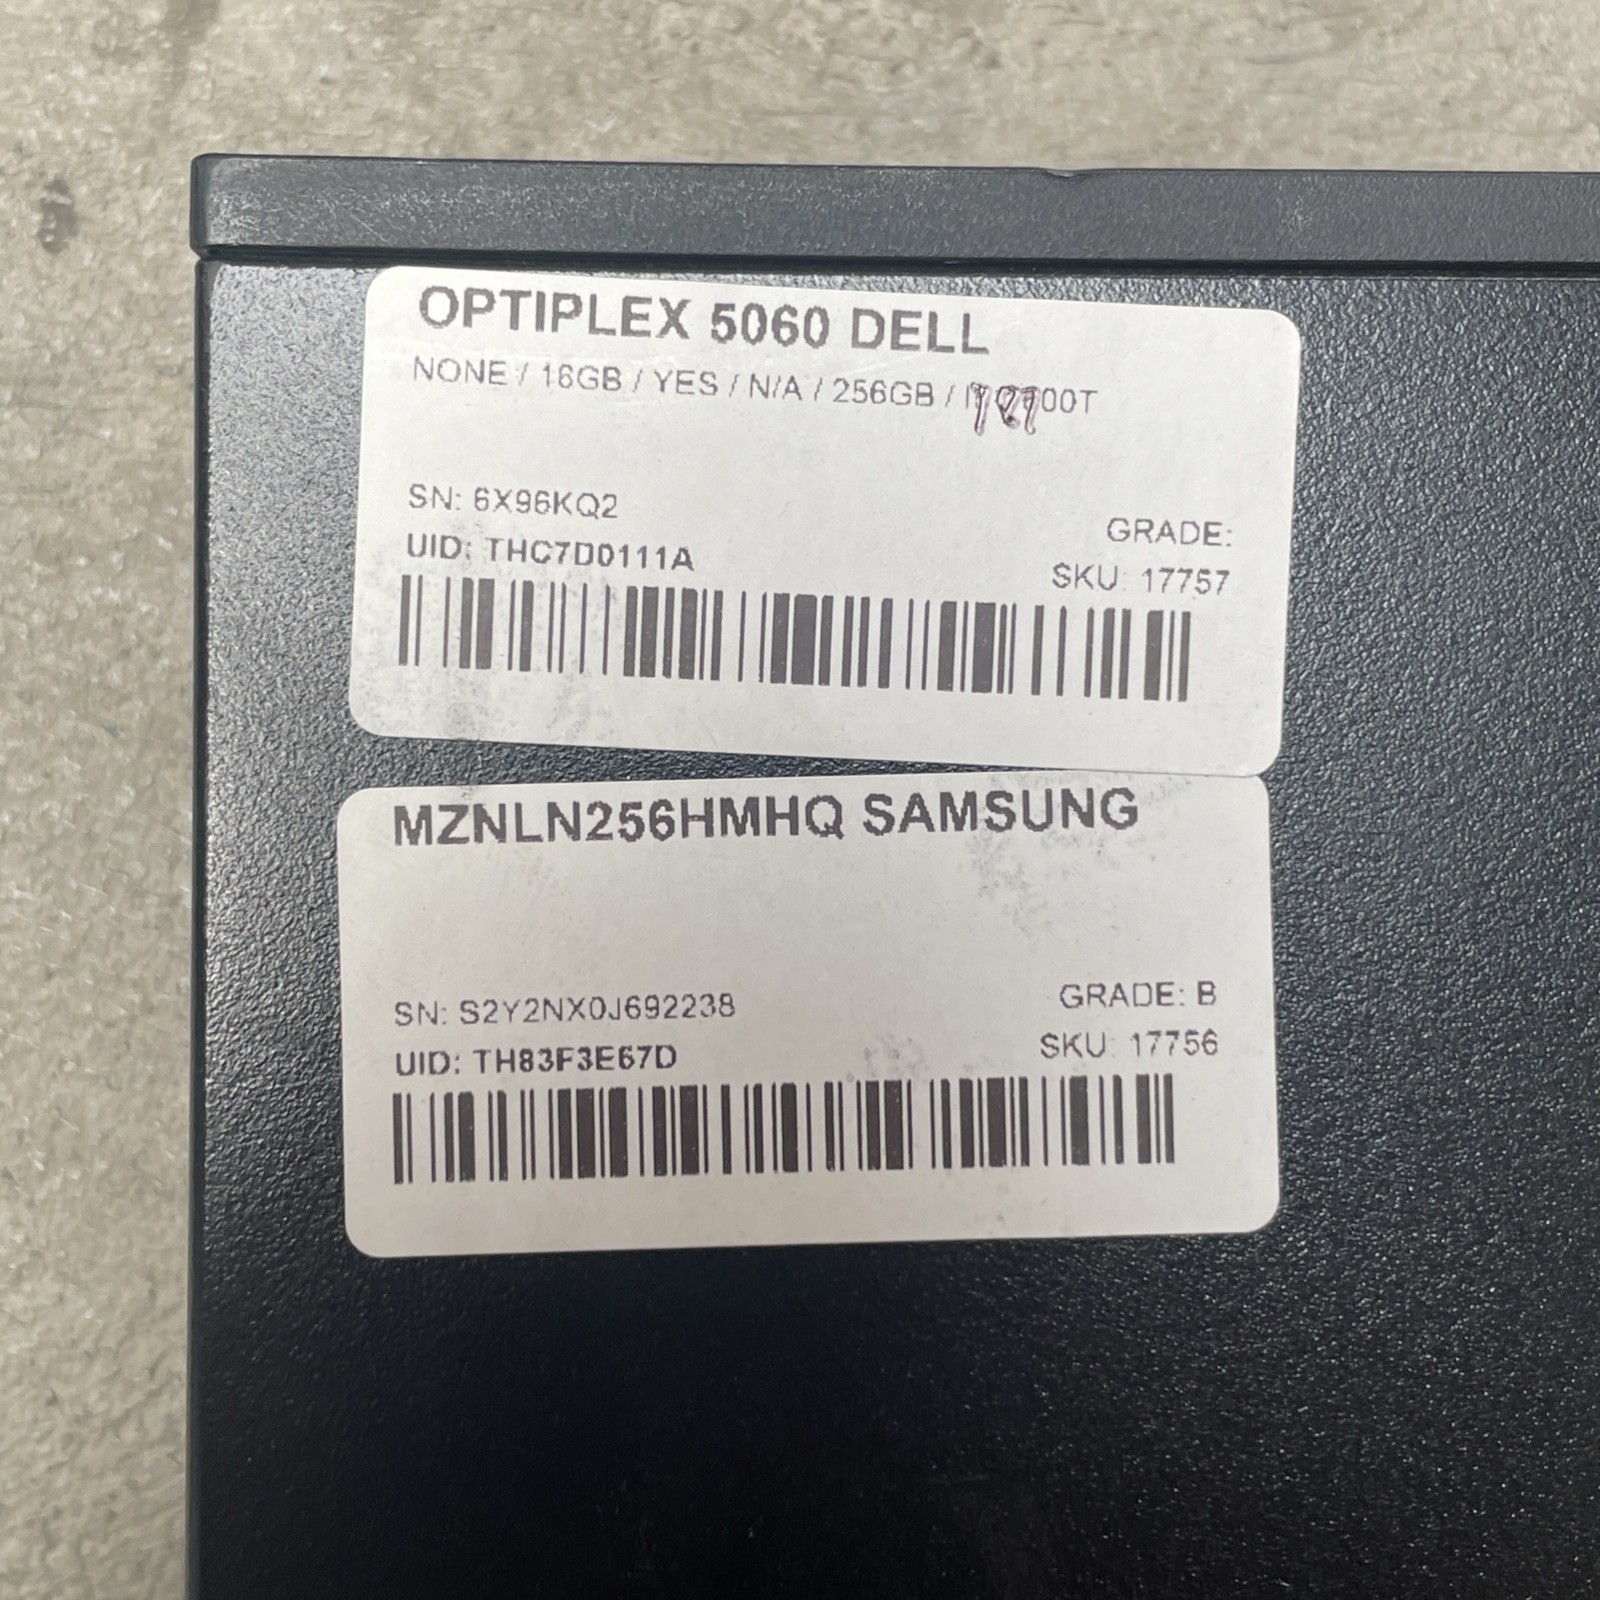 OPTIPLEX 5060 DELL
NONE / 16GB / YES / N/A / 256GB /
SN: 6X96KQ2
GRADE:
UID: THC7D0111A
SKU: 17757
MZNLN256HMHQ SAMSUNG
SN: S2Y2NX0J692238
GRADE: B
UID: TH83F3E67D
SKU: 17756